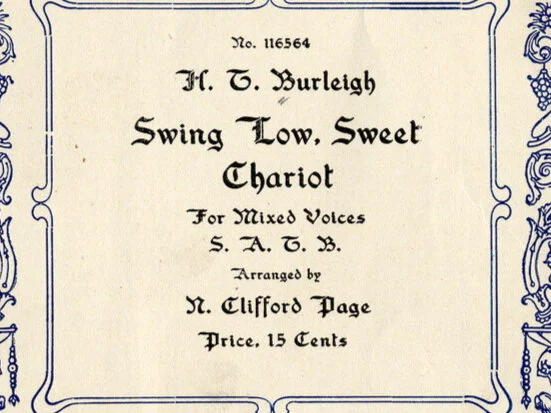 No. 116564
H. T. Burleigh
Swing Low, Sweet
Chariot
For Mixed Voices
S. A. T. B.
Arranged by
N. Clifford Page
Price, 15 Cents